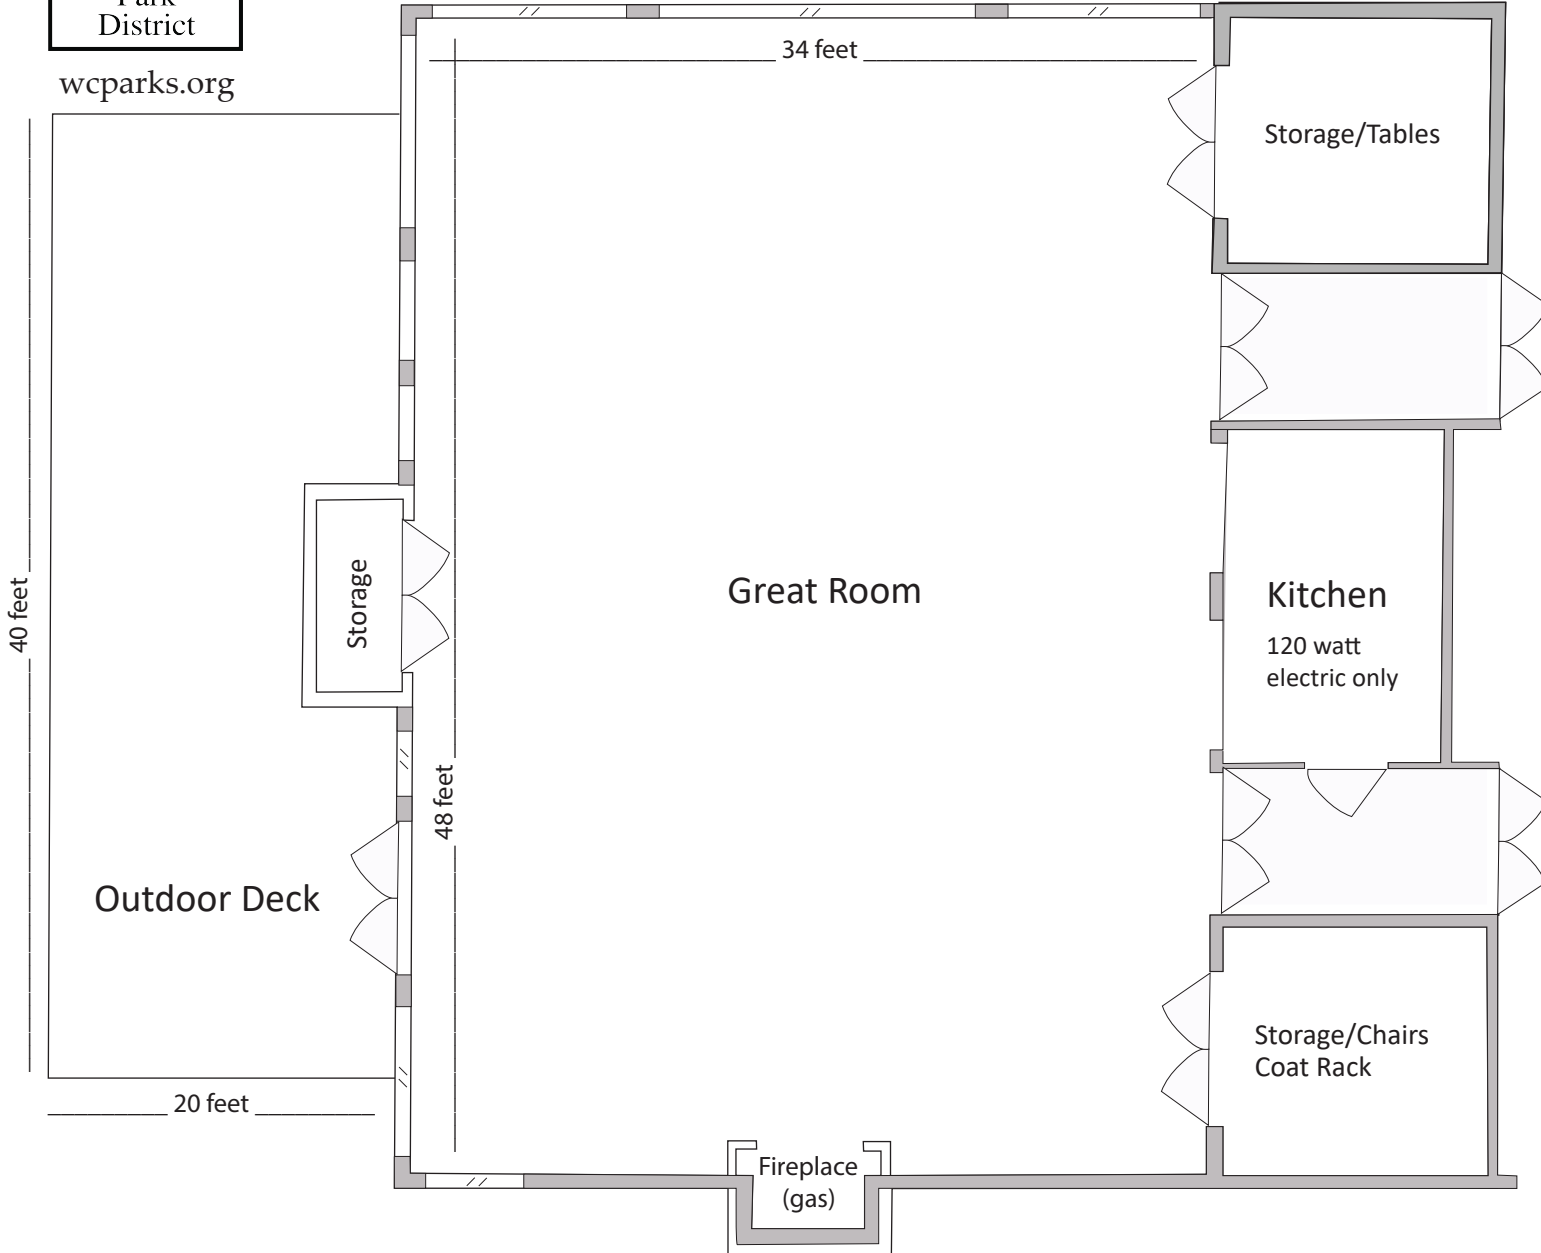 Park
District
wcparks.org
34 feet
Storage/Tables
40 feet
Storage
Great Room
Kitchen
120 watt
electric only
48 feet
Outdoor Deck
Storage/Chairs
Coat Rack
20 feet
Fireplace
(gas)